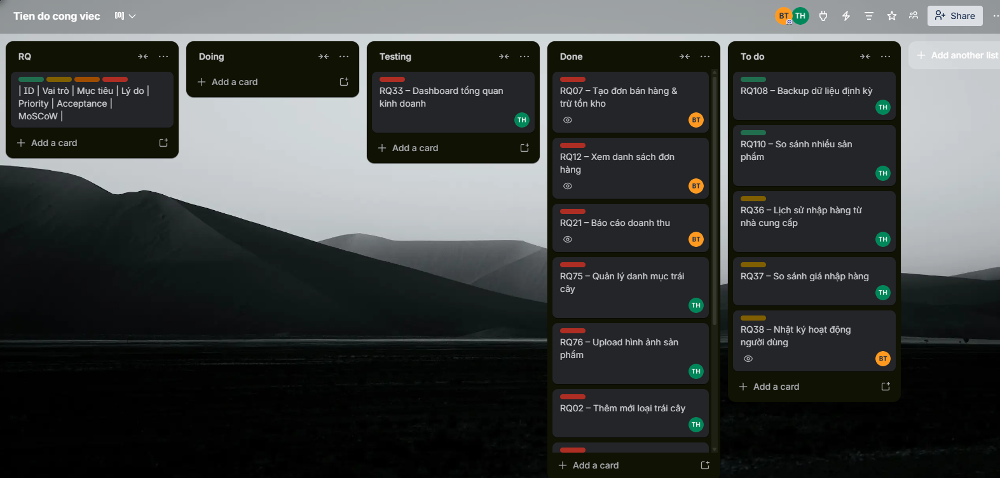 Tien do cong viec
BT
TH
Share
RQ
| ID | Vai trò | Mục tiêu | Lý do |
Priority | Acceptance |
MoSCoW |
Add a card
Doing
Add a card
Testing
RQ33 – Dashboard tổng quan
kinh doanh
TH
Add a card
Done
RQ07 – Tạo đơn bán hàng &
trừ tồn kho
BT
RQ12 – Xem danh sách đơn
hàng
BT
RQ21 – Báo cáo doanh thu
BT
RQ75 – Quản lý danh mục trái
cây
TH
RQ76 – Upload hình ảnh sản
phẩm
TH
RQ02 – Thêm mới loại trái cây
TH
Add a card
To do
RQ108 – Backup dữ liệu định kỳ
TH
RQ110 – So sánh nhiều sản
phẩm
TH
RQ36 – Lịch sử nhập hàng từ
nhà cung cấp
TH
RQ37 – So sánh giá nhập hàng
TH
RQ38 – Nhật ký hoạt động
người dùng
BT
Add a card
Add another list